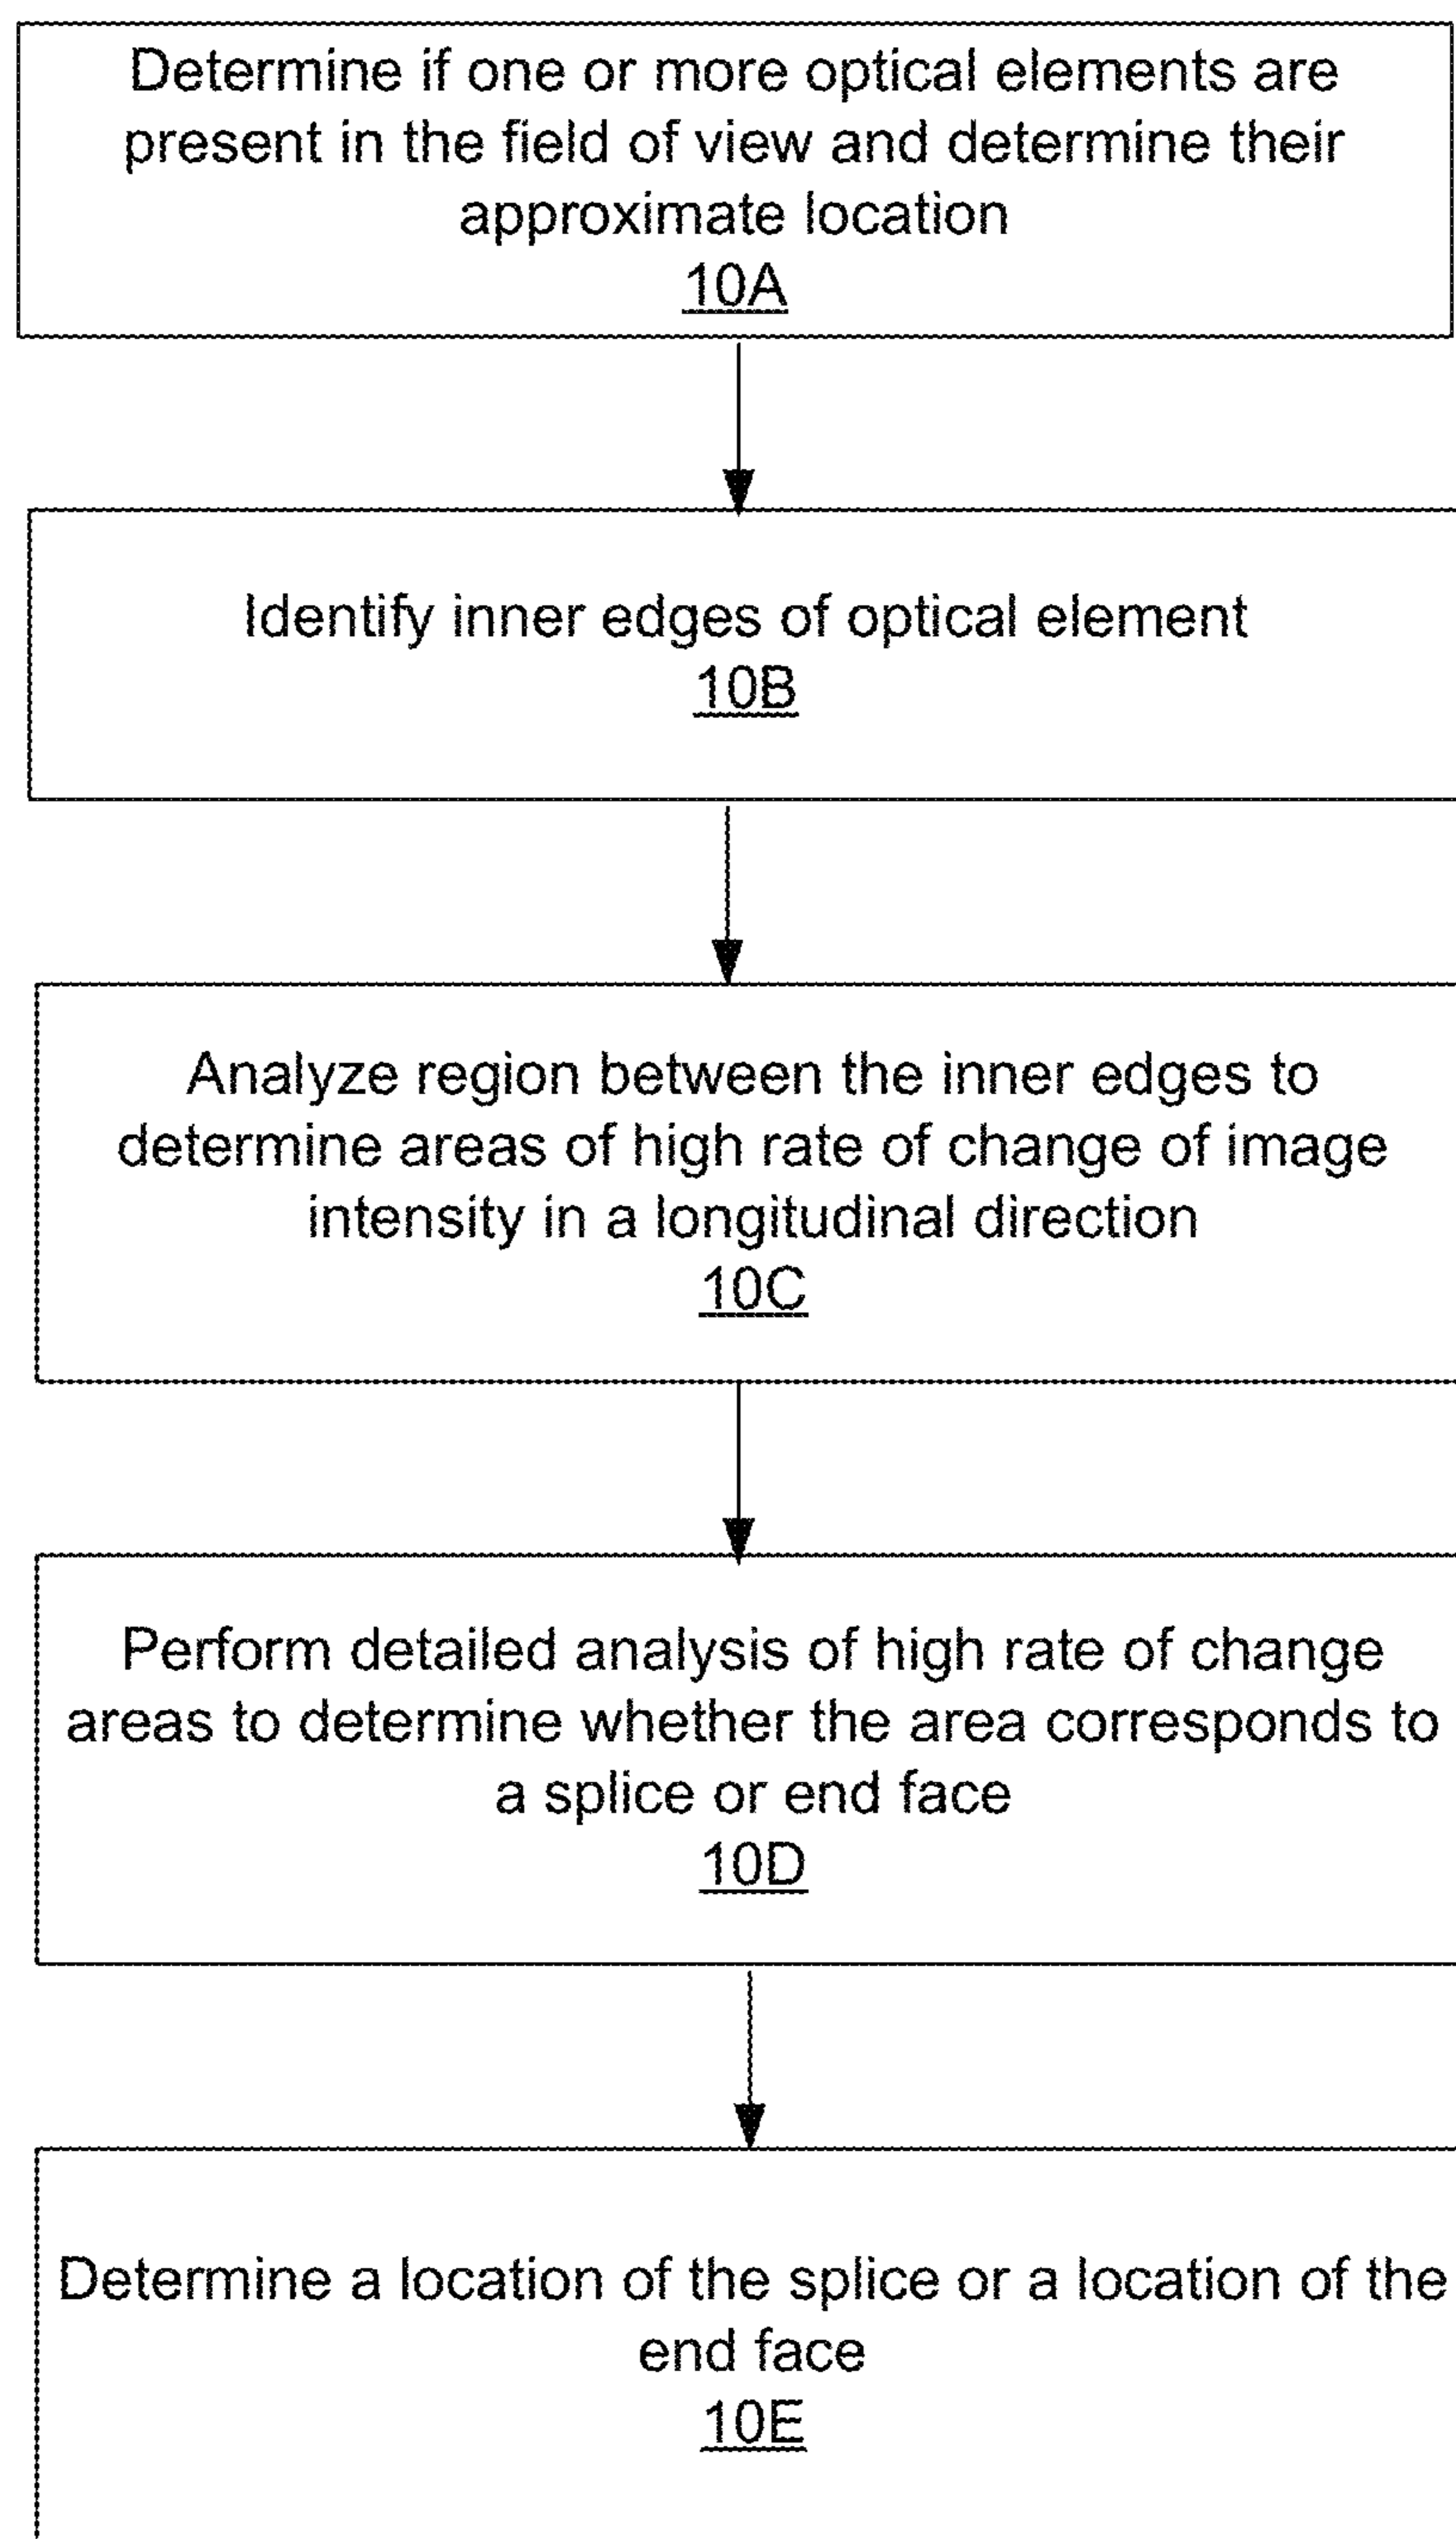 Determine if one or more optical elements are
present in the field of view and determine their
approximate location
10A
Identify inner edges of optical element
10B
Analyze region between the inner edges to
determine areas of high rate of change of image
intensity in a longitudinal direction
10C
Perform detailed analysis of high rate of change
areas to determine whether the area corresponds to
a splice or end face
10D
Determine a location of the splice or a location of the
end face
10E